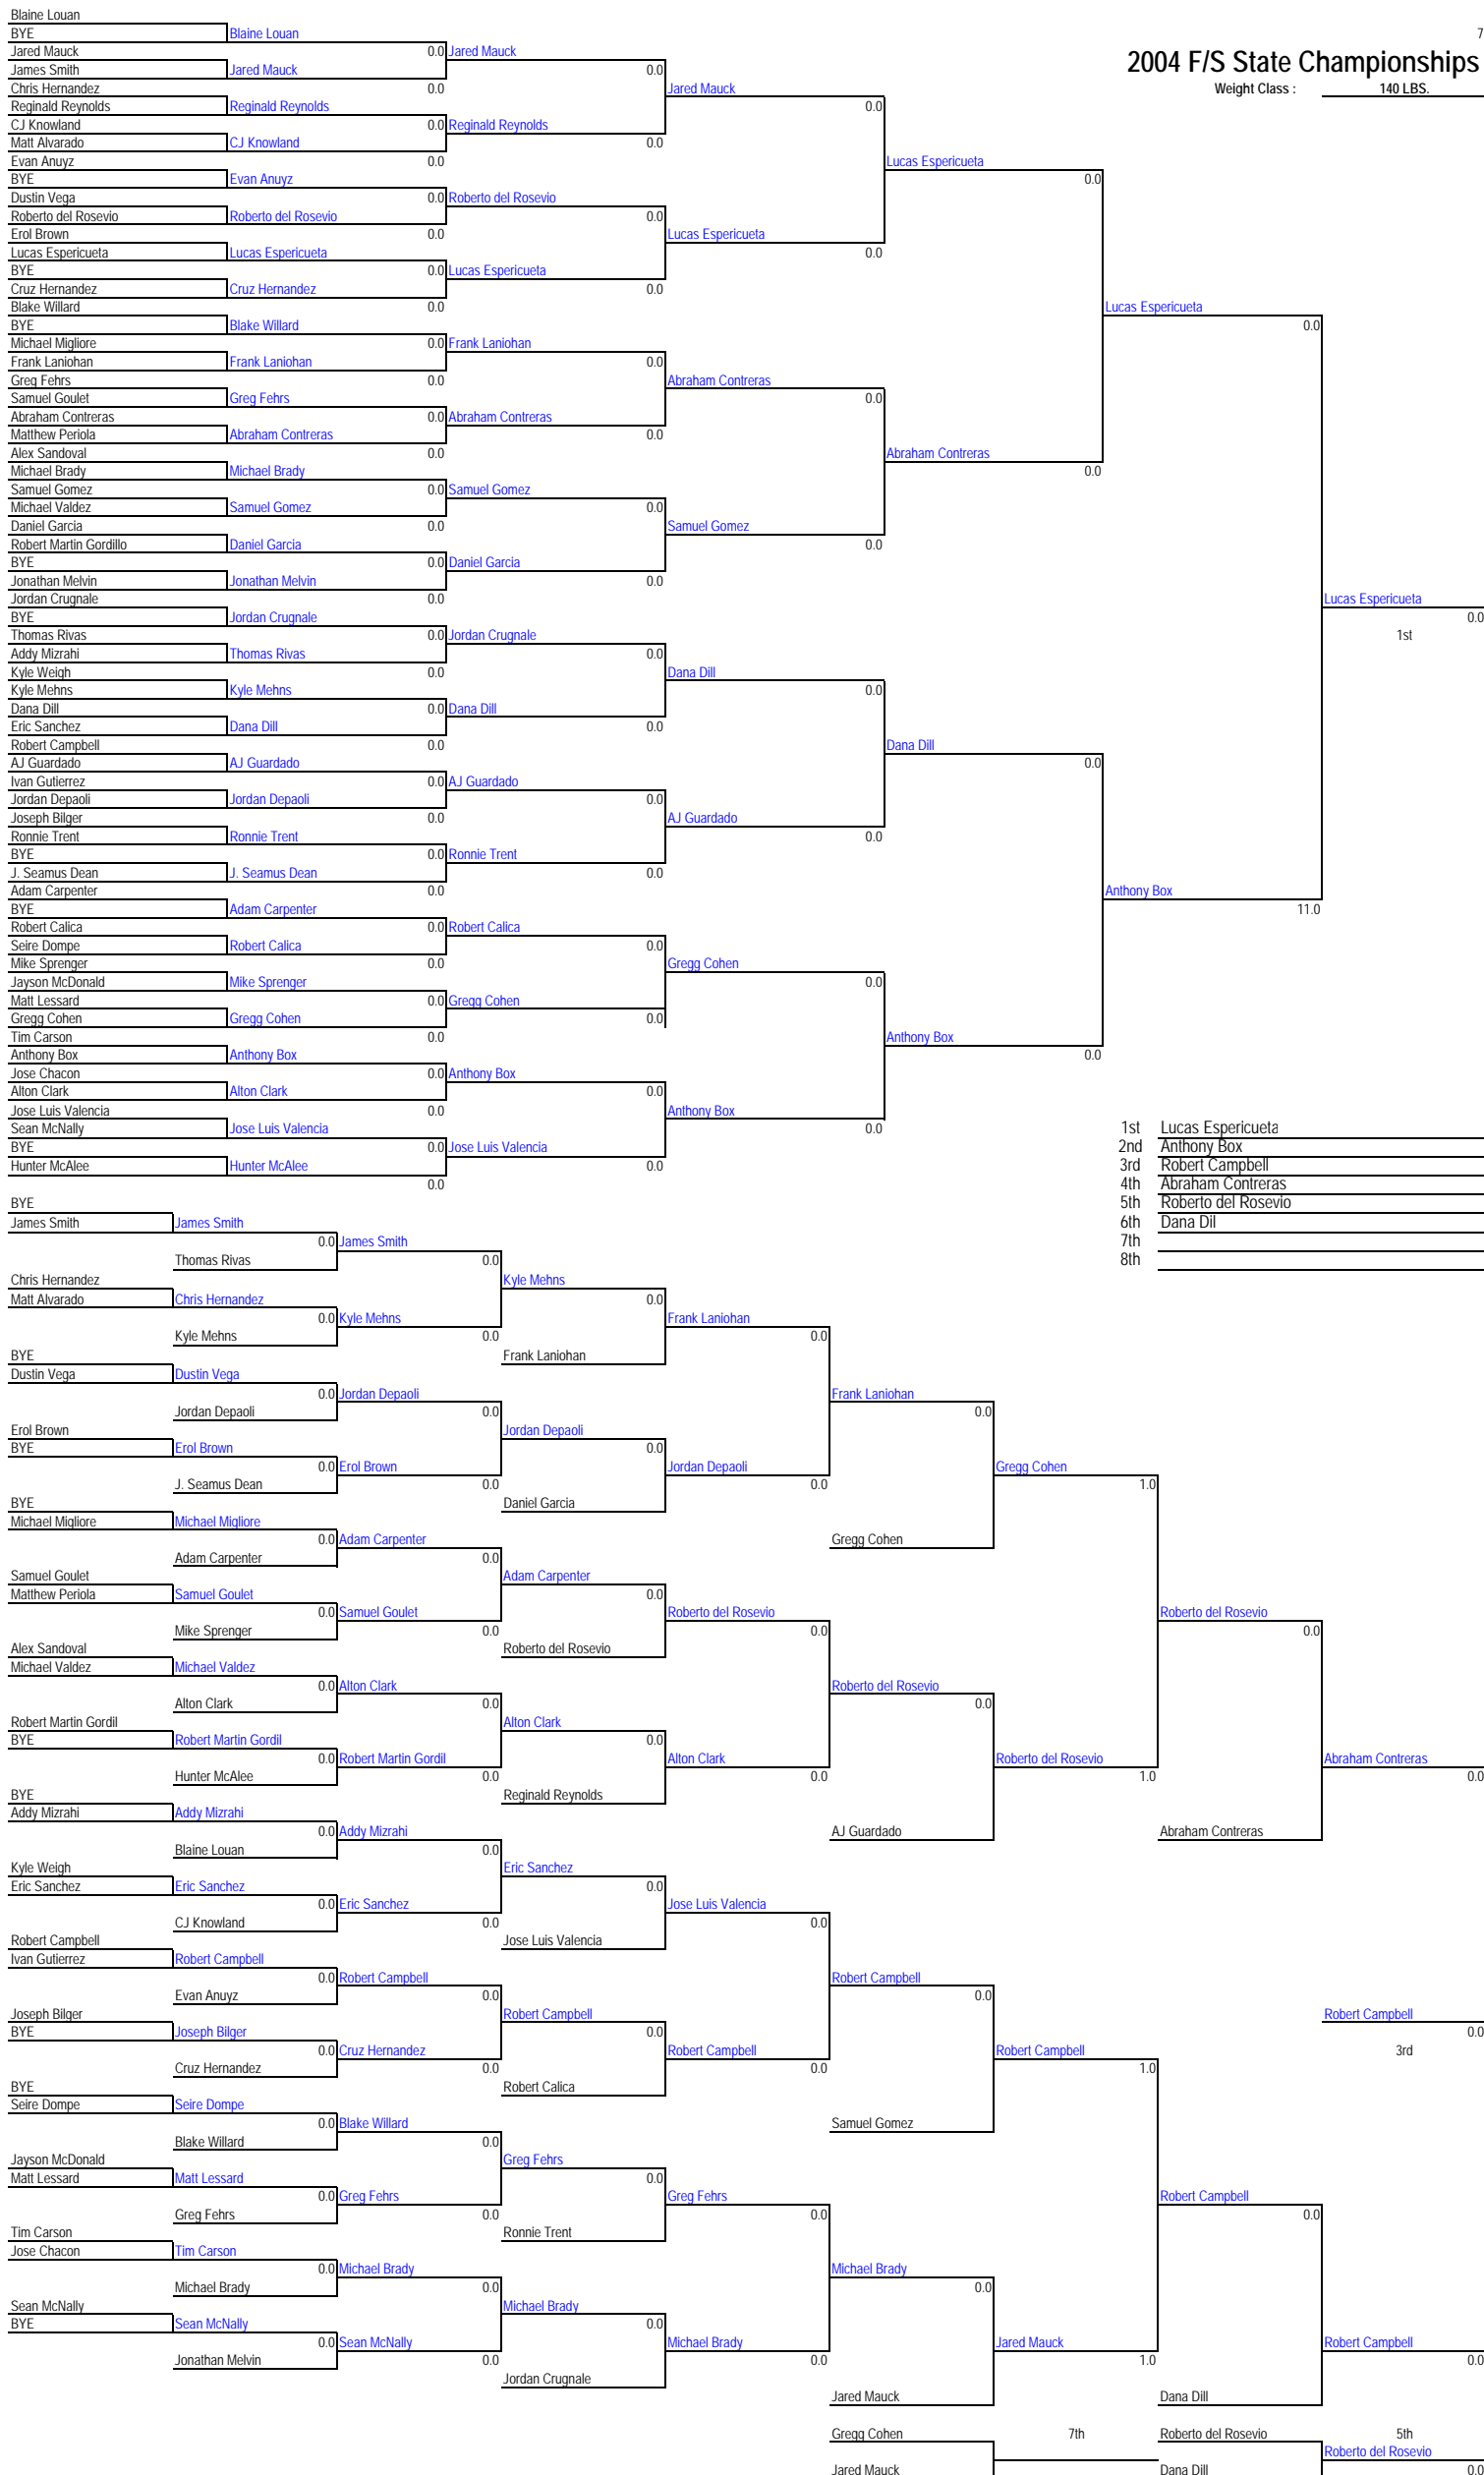 7
2004 F/S State Championships
Weight Class : 140 LBS.
Blaine Louan
BYE Blaine Louan
Jared Mauck 0.0 Jared Mauck
James Smith Jared Mauck 0.0
Chris Hernandez 0.0 Jared Mauck
Reginald Reynolds Reginald Reynolds 0.0
CJ Knowland 0.0 Reginald Reynolds
Matt Alvarado CJ Knowland 0.0
Evan Anuyz 0.0 Lucas Espericueta
BYE Evan Anuyz 0.0
Dustin Vega 0.0 Roberto del Rosevio
Roberto del Rosevio Roberto del Rosevio 0.0
Erol Brown 0.0 Lucas Espericueta
Lucas Espericueta Lucas Espericueta 0.0
BYE 0.0 Lucas Espericueta
Cruz Hernandez Cruz Hernandez 0.0
Blake Willard 0.0 Lucas Espericueta
BYE Blake Willard 0.0
Michael Migliore 0.0 Frank Laniohan
Frank Laniohan Frank Laniohan 0.0
Greg Fehrs 0.0 Abraham Contreras
Samuel Goulet Greg Fehrs 0.0
Abraham Contreras 0.0 Abraham Contreras
Matthew Periola Abraham Contreras 0.0
Alex Sandoval 0.0 Abraham Contreras
Michael Brady Michael Brady 0.0
Samuel Gomez 0.0 Samuel Gomez
Michael Valdez Samuel Gomez 0.0
Daniel Garcia 0.0 Samuel Gomez
Robert Martin Gordillo Daniel Garcia 0.0
BYE 0.0 Daniel Garcia
Jonathan Melvin Jonathan Melvin 0.0
Jordan Crugnale 0.0 Lucas Espericueta
BYE Jordan Crugnale 0.0
Thomas Rivas 0.0 Jordan Crugnale 1st
Addy Mizrahi Thomas Rivas 0.0
Kyle Weigh 0.0 Dana Dill
Kyle Mehns Kyle Mehns 0.0
Dana Dill 0.0 Dana Dill
Eric Sanchez Dana Dill 0.0
Robert Campbell 0.0 Dana Dill
AJ Guardado AJ Guardado 0.0
Ivan Gutierrez 0.0 AJ Guardado
Jordan Depaoli Jordan Depaoli 0.0
Joseph Bilger 0.0 AJ Guardado
Ronnie Trent Ronnie Trent 0.0
BYE 0.0 Ronnie Trent
J. Seamus Dean J. Seamus Dean 0.0
Adam Carpenter 0.0 Anthony Box
BYE Adam Carpenter 11.0
Robert Calica 0.0 Robert Calica
Seire Dompe Robert Calica 0.0
Mike Sprenger 0.0 Gregg Cohen
Jayson McDonald Mike Sprenger 0.0
Matt Lessard 0.0 Gregg Cohen
Gregg Cohen Gregg Cohen 0.0
Tim Carson 0.0 Anthony Box
Anthony Box Anthony Box 0.0
Jose Chacon 0.0 Anthony Box
Alton Clark Alton Clark 0.0
Jose Luis Valencia 0.0 Anthony Box
Sean McNally Jose Luis Valencia 0.0
BYE 0.0 Jose Luis Valencia
Hunter McAlee Hunter McAlee 0.0
0.0
1st Lucas Espericueta
2nd Anthony Box
3rd Robert Campbell
4th Abraham Contreras
5th Roberto del Rosevio
6th Dana Dil
7th
8th
BYE
James Smith James Smith
0.0 James Smith
Thomas Rivas 0.0
Chris Hernandez Kyle Mehns
Matt Alvarado Chris Hernandez 0.0
0.0 Kyle Mehns Frank Laniohan
Kyle Mehns 0.0 0.0
BYE Frank Laniohan
Dustin Vega Dustin Vega
0.0 Jordan Depaoli Frank Laniohan
Jordan Depaoli 0.0 0.0
Erol Brown Jordan Depaoli
BYE Erol Brown 0.0
0.0 Erol Brown Jordan Depaoli Gregg Cohen
J. Seamus Dean 0.0 0.0 1.0
BYE Daniel Garcia
Michael Migliore Michael Migliore
0.0 Adam Carpenter Gregg Cohen
Adam Carpenter 0.0
Samuel Goulet Adam Carpenter
Matthew Periola Samuel Goulet 0.0
0.0 Samuel Goulet Roberto del Rosevio Roberto del Rosevio
Mike Sprenger 0.0 0.0 0.0
Alex Sandoval Roberto del Rosevio
Michael Valdez Michael Valdez
0.0 Alton Clark Roberto del Rosevio
Alton Clark 0.0 0.0
Robert Martin Gordil Alton Clark
BYE Robert Martin Gordil 0.0
0.0 Robert Martin Gordil Alton Clark Roberto del Rosevio Abraham Contreras
Hunter McAlee 0.0 0.0 1.0 0.0
BYE Reginald Reynolds
Addy Mizrahi Addy Mizrahi
0.0 Addy Mizrahi AJ Guardado Abraham Contreras
Blaine Louan 0.0
Kyle Weigh Eric Sanchez
Eric Sanchez Eric Sanchez 0.0
0.0 Eric Sanchez Jose Luis Valencia
CJ Knowland 0.0 0.0
Robert Campbell Jose Luis Valencia
Ivan Gutierrez Robert Campbell
0.0 Robert Campbell Robert Campbell
Evan Anuyz 0.0 0.0
Joseph Bilger Robert Campbell Robert Campbell
BYE Joseph Bilger 0.0 0.0
0.0 Cruz Hernandez Robert Campbell Robert Campbell 3rd
Cruz Hernandez 0.0 0.0 1.0
BYE Robert Calica
Seire Dompe Seire Dompe
0.0 Blake Willard Samuel Gomez
Blake Willard 0.0
Jayson McDonald Greg Fehrs
Matt Lessard Matt Lessard 0.0
0.0 Greg Fehrs Greg Fehrs Robert Campbell
Greg Fehrs 0.0 0.0 0.0
Tim Carson Ronnie Trent
Jose Chacon Tim Carson
0.0 Michael Brady Michael Brady
Michael Brady 0.0 0.0
Sean McNally Michael Brady
BYE Sean McNally 0.0
0.0 Sean McNally Michael Brady Jared Mauck Robert Campbell
Jonathan Melvin 0.0 0.0 1.0 0.0
Jordan Crugnale
Jared Mauck Dana Dill
Gregg Cohen 7th Roberto del Rosevio 5th
Roberto del Rosevio
Jared Mauck Dana Dill 0.0